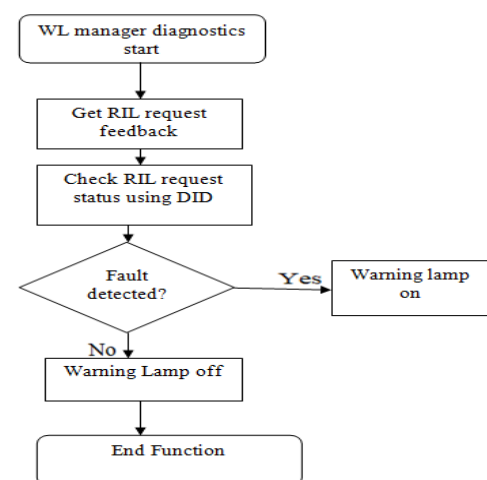 WL manager diagnostics
start
Get RIL request
feedback
Check RIL request
status using DID
Fault
detected?
Yes
Warning lamp
on
No
Warning Lamp off
End Function